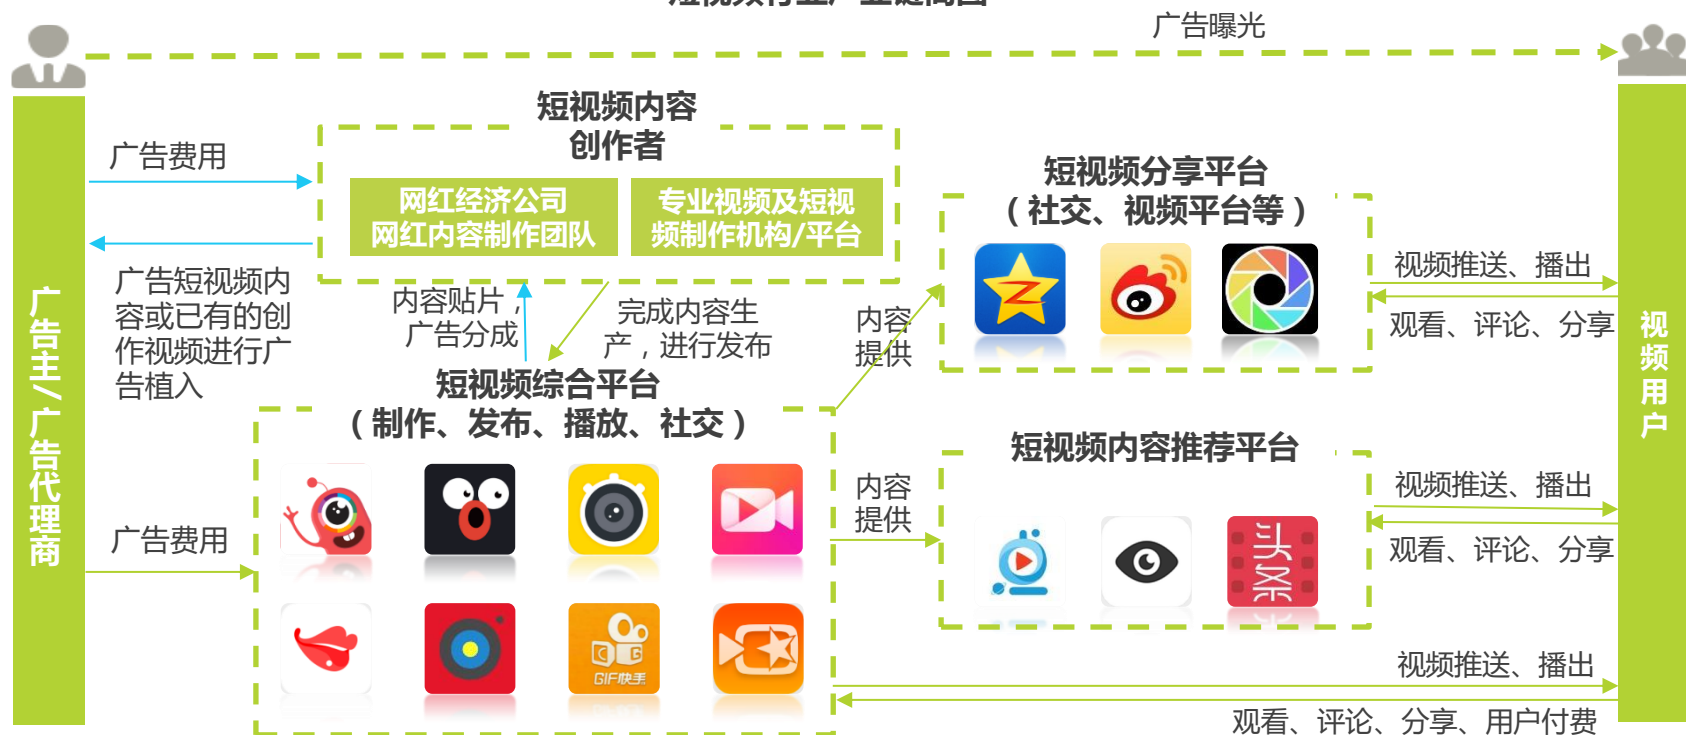 短视频行业产业链简图
广告曝光
短视频内容
创作者
广告费用
网红经济公司
网红内容制作团队
专业视频及短视
频制作机构/平台
短视频分享平台
（社交、视频平台等）
广告短视频内
容或已有的创
作视频进行广
告植入
内容贴片，
广告分成
完成内容生
产，进行发布
内容
提供
视频推送、播出
观看、评论、分享
广告主/广告代理商
视频用户
短视频综合平台
（制作、发布、播放、社交）
短视频内容推荐平台
内容
提供
视频推送、播出
观看、评论、分享
广告费用
头条
GIF快手
视频推送、播出
观看、评论、分享、用户付费